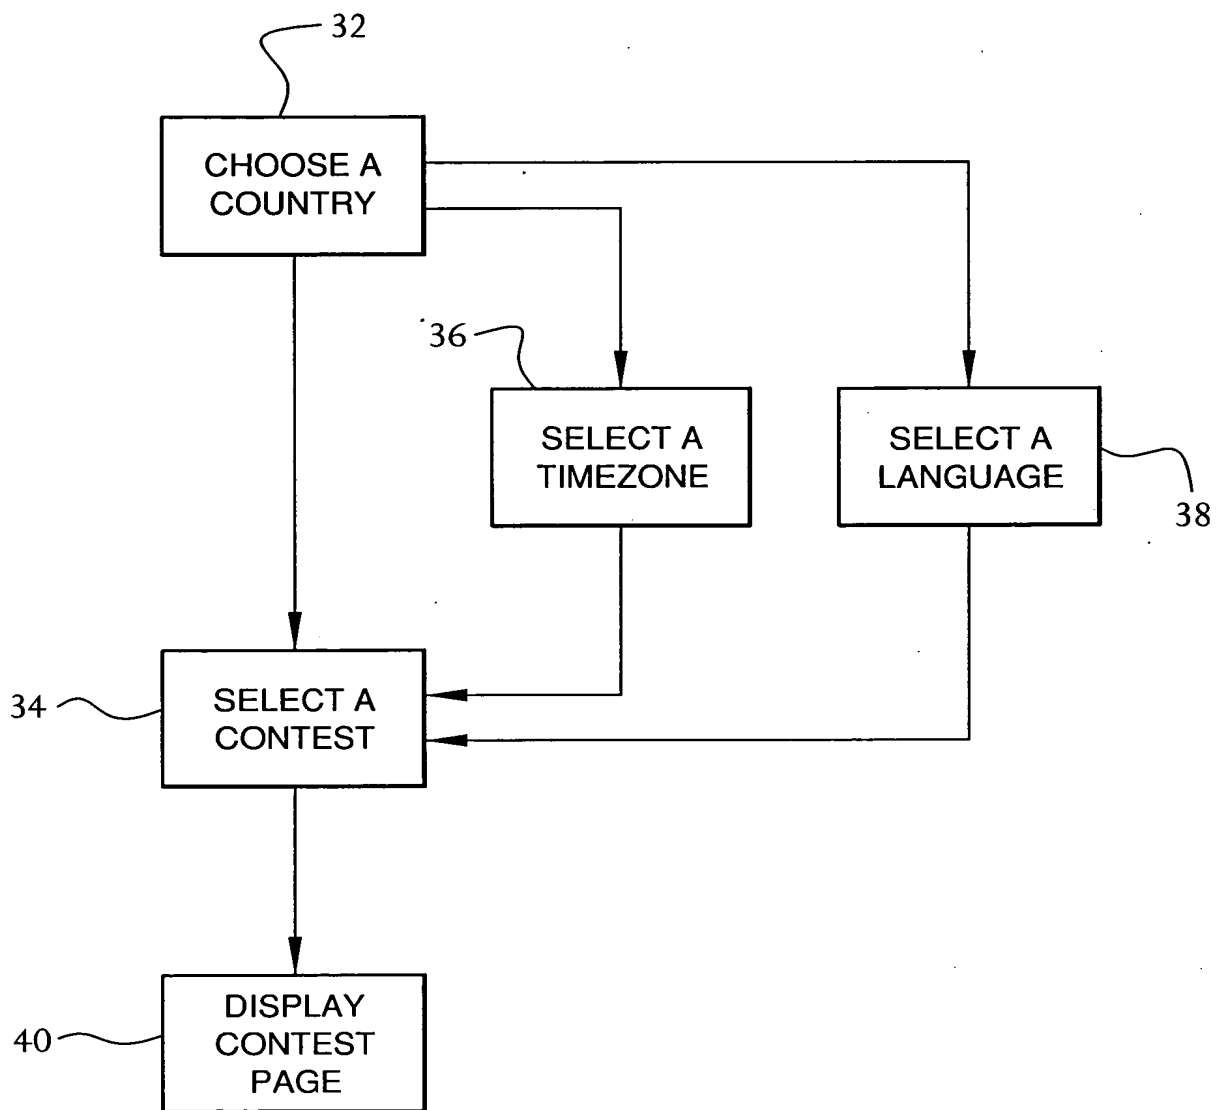 32
CHOOSE A
COUNTRY
36
SELECT A
TIMEZONE
SELECT A
LANGUAGE
38
34
SELECT A
CONTEST
40
DISPLAY
CONTEST
PAGE